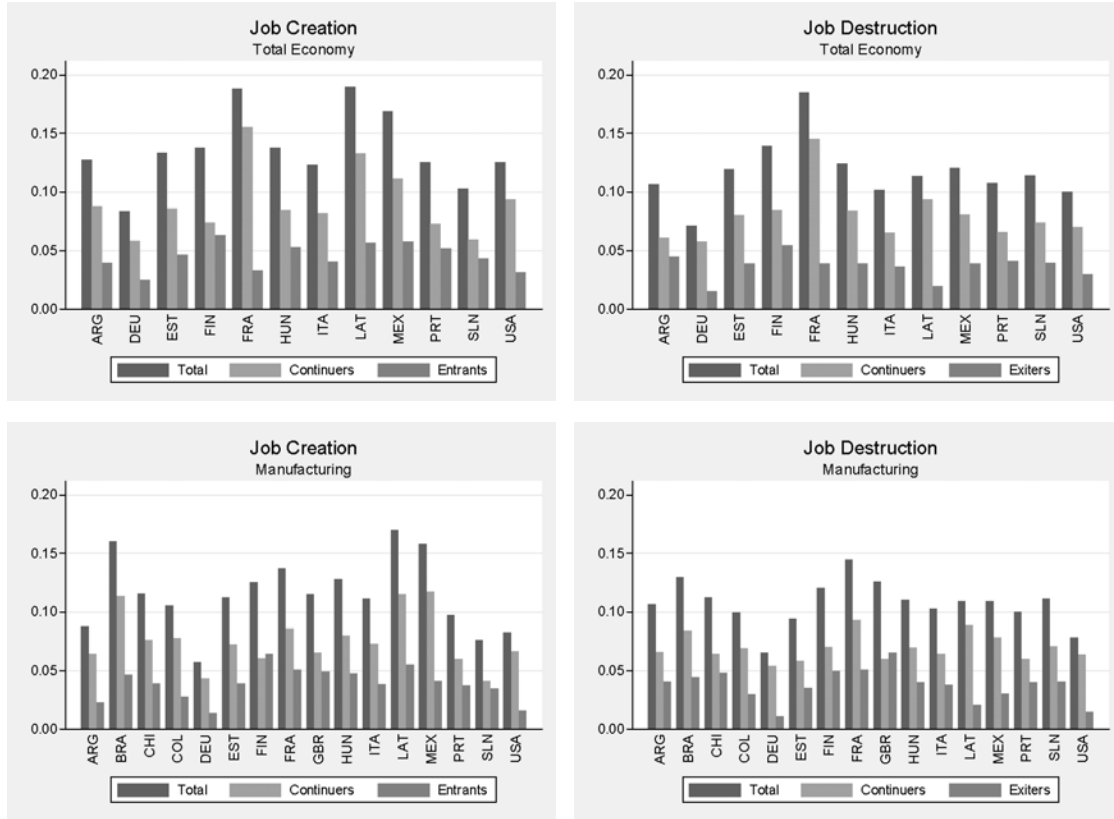 Job Creation
Total Economy
0.20
0.15
0.10
0.05
0.00
ARG DEU EST FIN FRA HUN ITA LAT MEX PRT SLN USA
Total Continuers Entrants
Job Destruction
Total Economy
0.20
0.15
0.10
0.05
0.00
ARG DEU EST FIN FRA HUN ITA LAT MEX PRT SLN USA
Total Continuers Exiters
Job Creation
Manufacturing
0.20
0.15
0.10
0.05
0.00
ARG BRA CHI COL DEU EST FIN FRA GBR HUN ITA LAT MEX PRT SLN USA
Total Continuers Entrants
Job Destruction
Manufacturing
0.20
0.15
0.10
0.05
0.00
ARG BRA CHI COL DEU EST FIN FRA GBR HUN ITA LAT MEX PRT SLN USA
Total Continuers Exiters